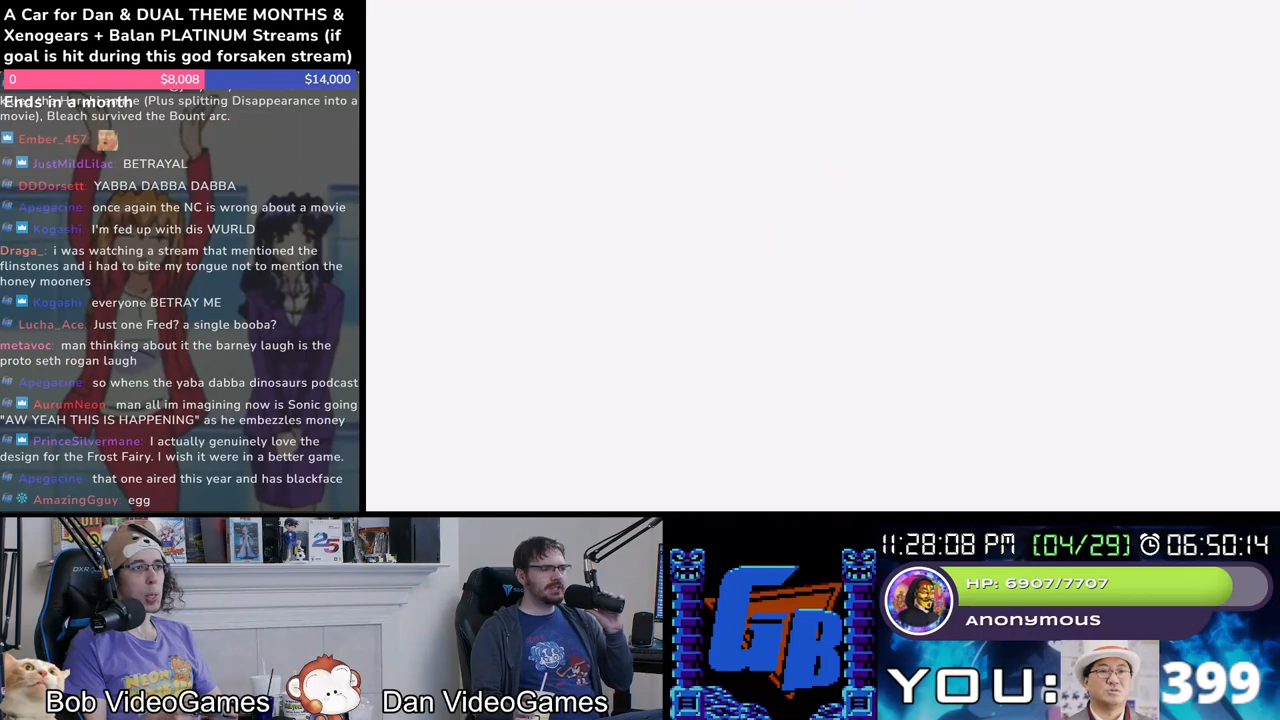 A Car for Dan & DUAL THEME MONTHS &
Xenogears + Balan PLATINUM Streams (if
goal is hit during this god forsaken stream)
0 $8,008 $14,000
Ends in a month
(Plus splitting Disappearance into a
movie), Bleach survived the Bount arc.
Ember_457
JustMildLilac: BETRAYAL
DDDorsett: YABBA DABBA DABBA
Apegacine: once again the NC is wrong about a movie
Kogashi: I'm fed up with dis WURLD
Draga_: i was watching a stream that mentioned the
flinstones and i had to bite my tongue not to mention the
honey mooners
Kogashi: everyone BETRAY ME
Lucha_Ace: Just one Fred? a single booba?
metavoc: man thinking about it the barney laugh is the
proto seth rogan laugh
Apegacine: so whens the yaba dabba dinosaurs podcast
AurumNeon: man all im imagining now is Sonic going
"AW YEAH THIS IS HAPPENING" as he embezzles money
PrinceSilvermane: I actually genuinely love the
design for the Frost Fairy. I wish it were in a better game.
Apegacine: that one aired this year and has blackface
AmazingGguy: egg
DXR
25
NEON
Bob VideoGames
Dan VideoGames
GB
11:28:08 PM [04/29] 06:50:14
HP: 6907/7707
Anonymous
YOU: 399